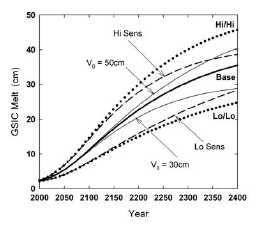 50
40
30
20
10
0
GSIC Melt (cm)
Hi/Hi
Hi Sens
V0 = 50cm
Base
Lo/Lo
Lo Sens
V0 = 30cm
2000 2050 2100 2150 2200 2250 2300 2350 2400
Year